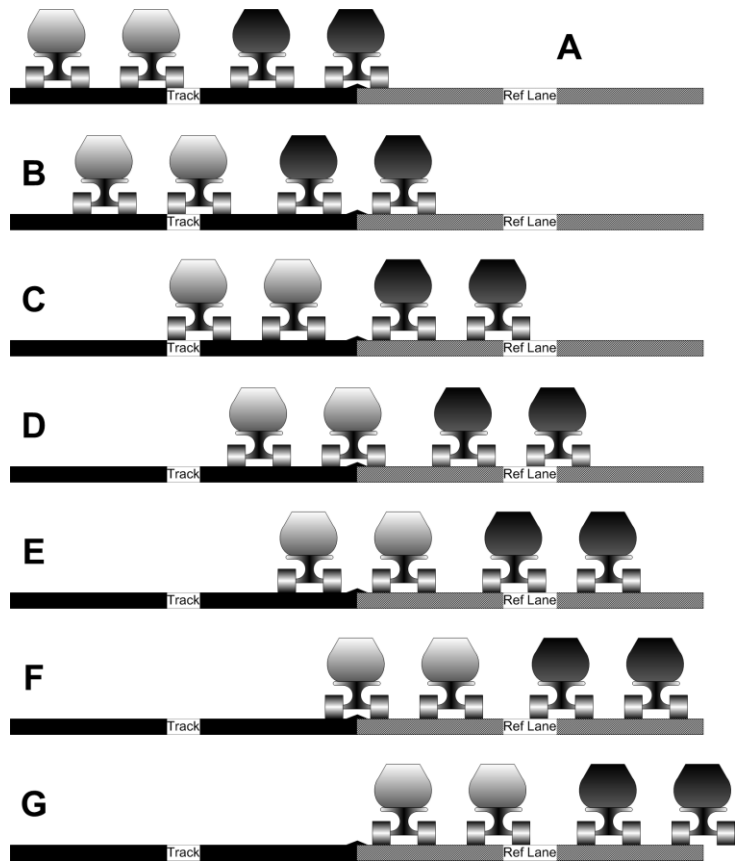 A
Track Ref Lane
B
Track Ref Lane
C
Track Ref Lane
D
Track Ref Lane
E
Track Ref Lane
F
Track Ref Lane
G
Track Ref Lane